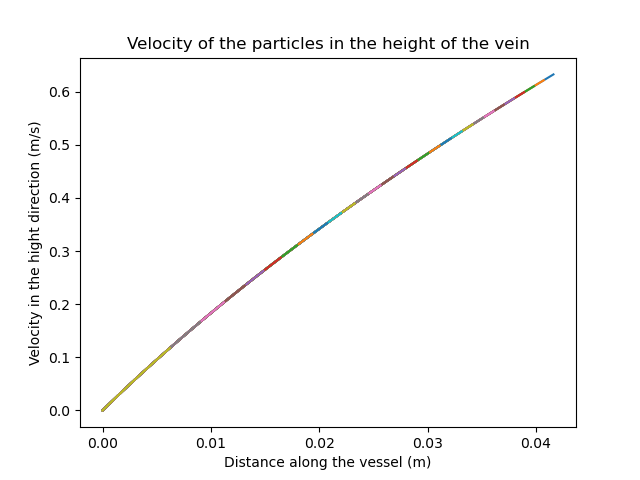 Velocity of the particles in the height of the vein
Velocity in the hight direction (m/s)
0.6
0.5
0.4
0.3
0.2
0.1
0.0
0.00 0.01 0.02 0.03 0.04
Distance along the vessel (m)